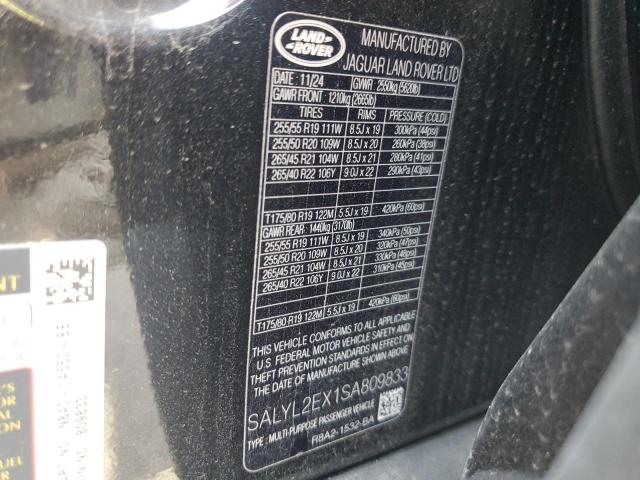 LAND ROVER
MANUFACTURED BY
JAGUAR LAND ROVER LTD
DATE : 11/24 GVWR : 2550kg (5620lb)
GAWR FRONT : 1210kg (2665lb)
TIRES RIMS PRESSURE (COLD)
255/55 R19 111W 8.5J x 19 300kPa (44psi)
255/50 R20 109W 8.5J x 20 260kPa (38psi)
265/45 R21 104W 8.5J x 21 280kPa (41psi)
265/40 R22 106Y 9.0J x 22 290kPa (43psi)
T175/80 R19 122M 5.5J x 19 420kPa (60psi)
GAWR REAR: 1440kg (3170lb)
255/55 R19 111W 8.5J x 19 340kPa (50psi)
255/50 R20 109W 8.5J x 20 320kPa (47psi)
265/45 R21 104W 8.5J x 21 330kPa (48psi)
265/40 R22 106Y 9.0J x 22 310kPa (45psi)
T175/80 R19 122M 5.5J x 19 420kPa (60psi)
THIS VEHICLE CONFORMS TO ALL APPLICABLE
U.S FEDERAL MOTOR VEHICLE SAFETY, BUMPER, AND
THEFT PREVENTION STANDARDS IN EFFECT ON THE
DATE OF MANUFACTURE SHOWN ABOVE.
SALYL2EX1SA809833
TYPE : MULTI-PURPOSE PASSENGER VEHICLE
R8A2-1532-BA
NT
809833